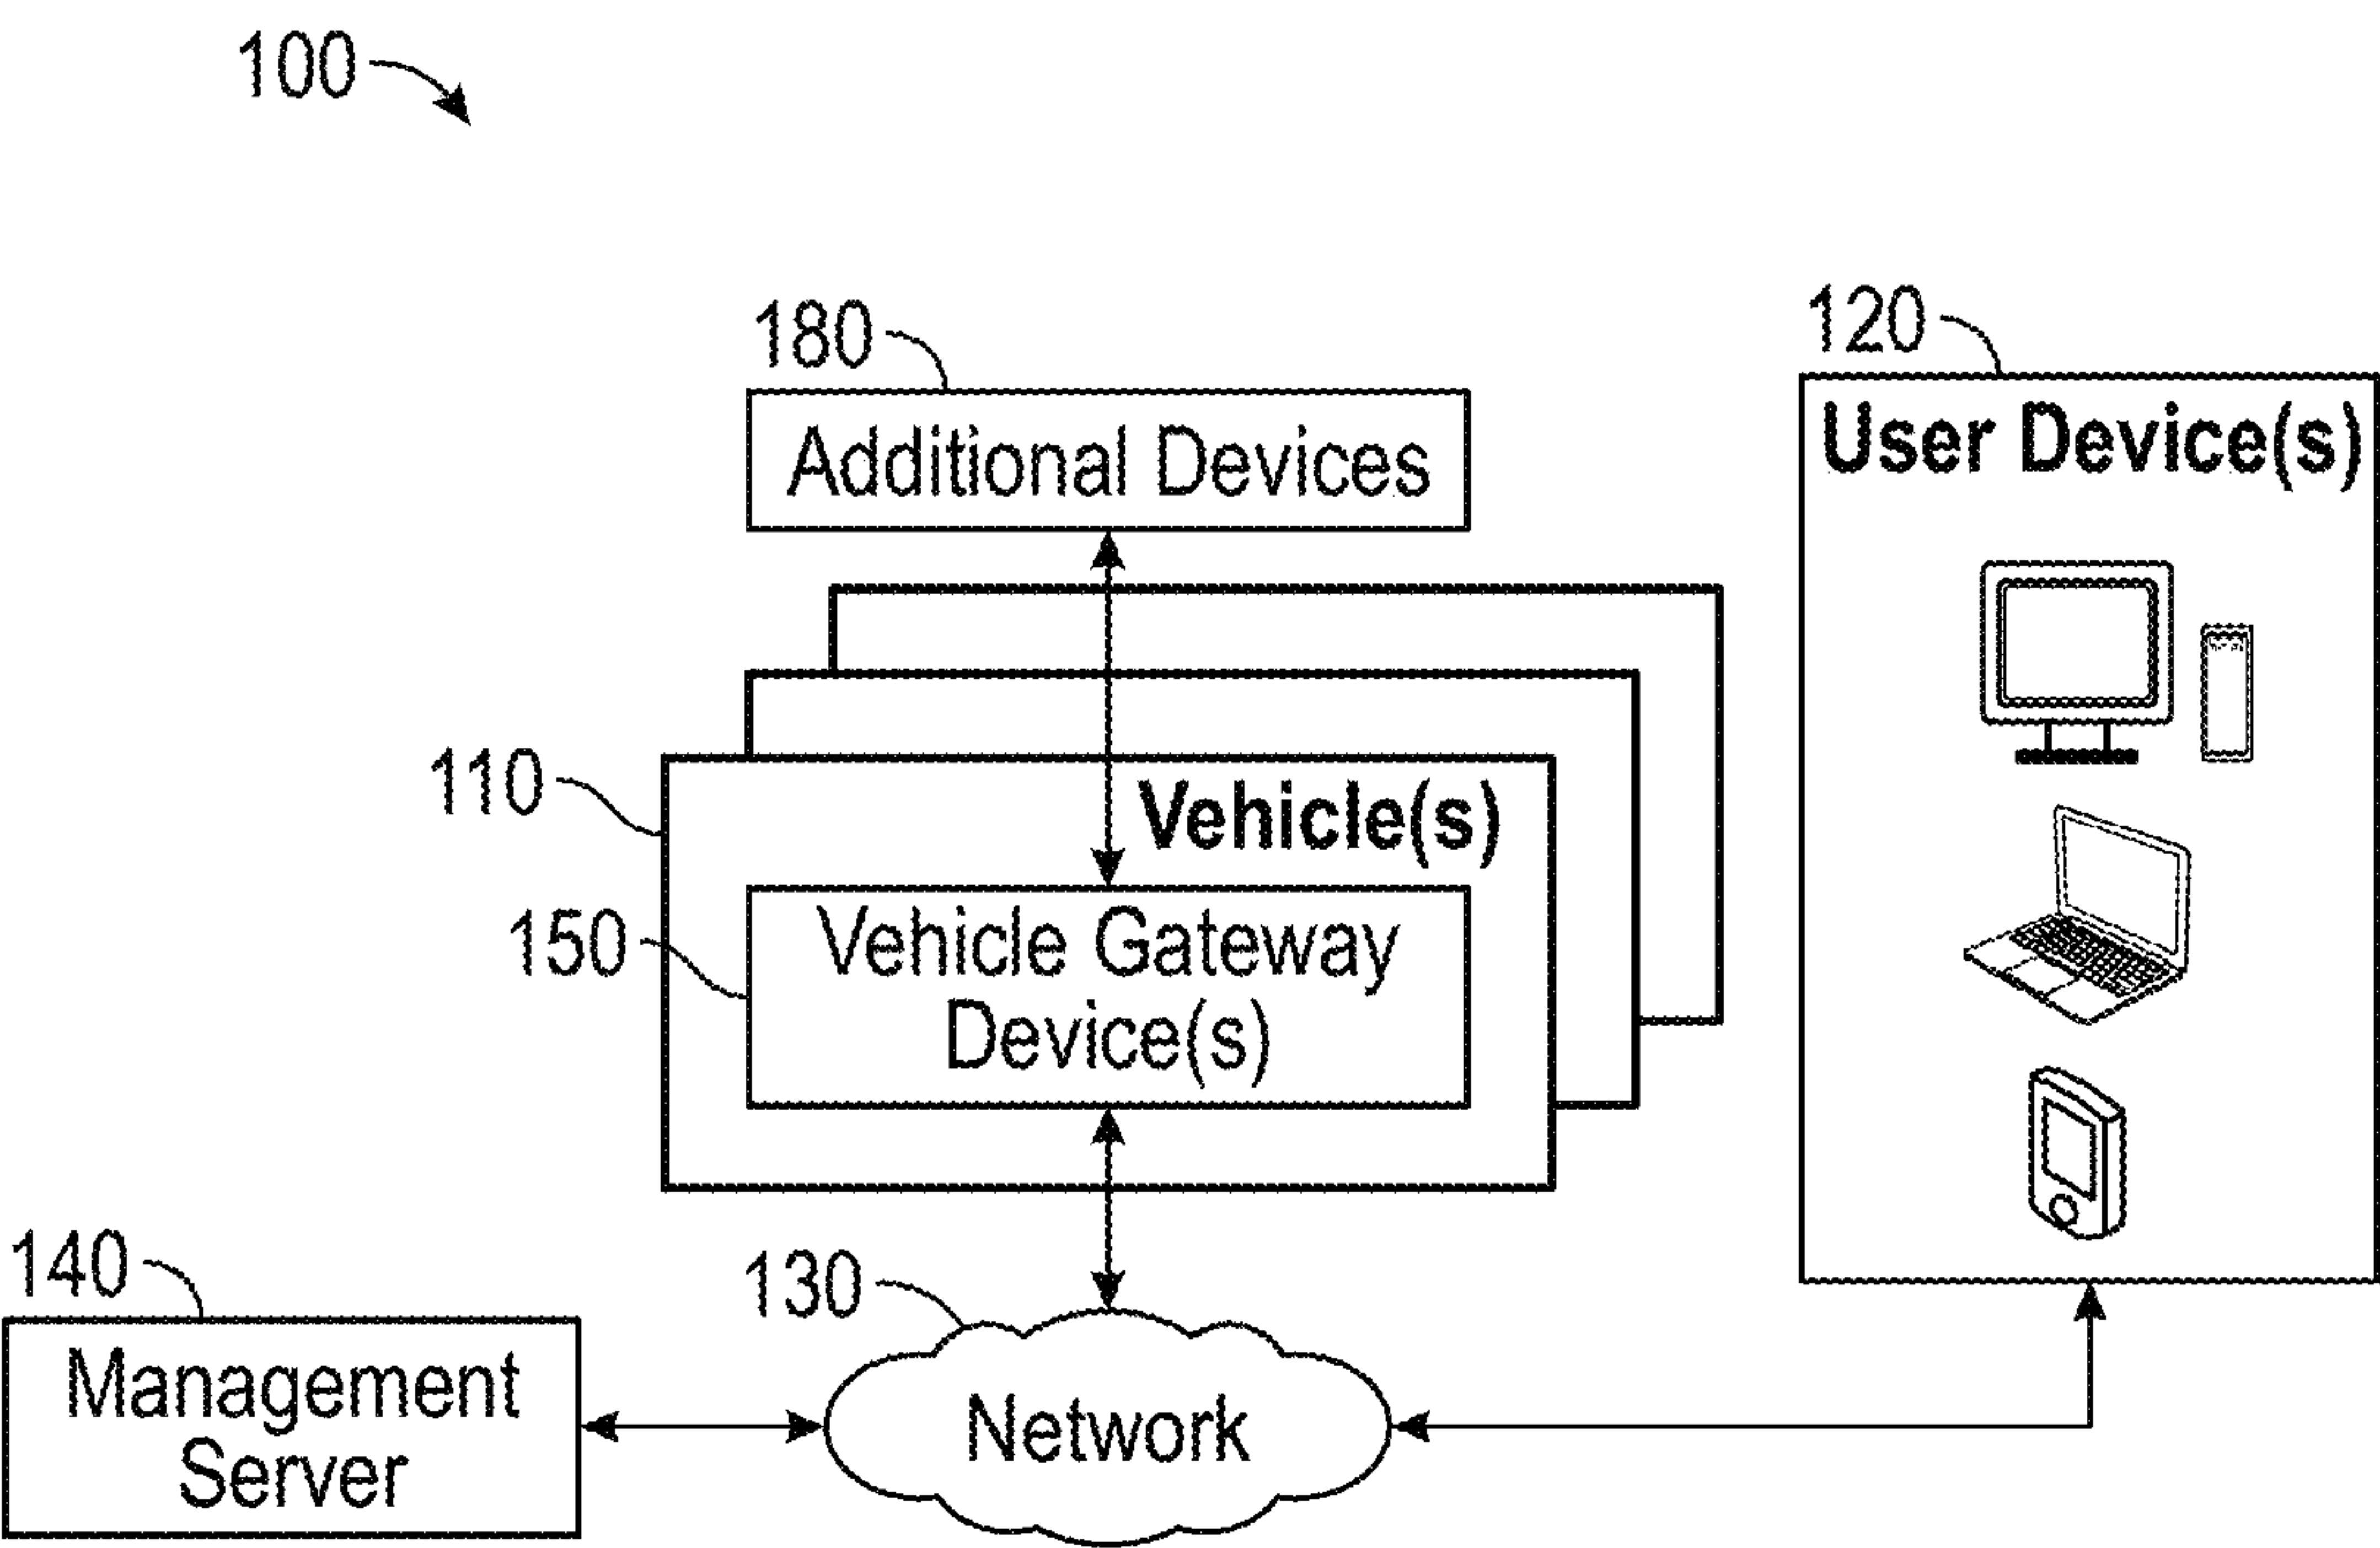 100
180
Additional Devices
120
User Device(s)
110
Vehicle(s)
150
Vehicle Gateway
Device(s)
140
Management
Server
130
Network